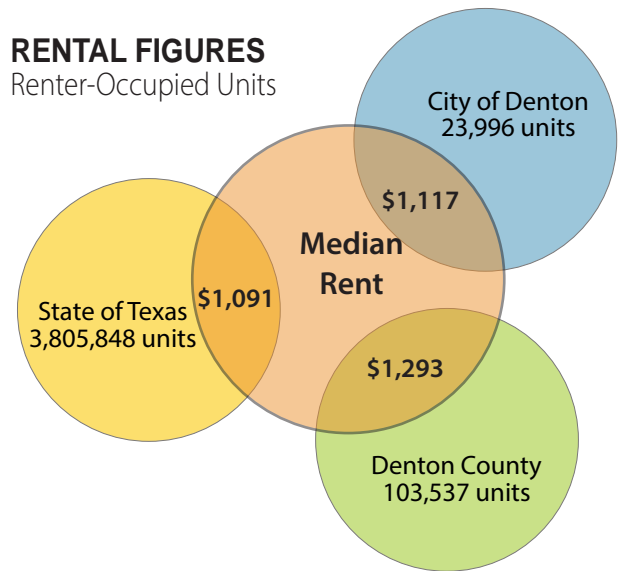 RENTAL FIGURES
Renter-Occupied Units
City of Denton
23,996 units
$1,117
Median
Rent
$1,091
State of Texas
3,805,848 units
$1,293
Denton County
103,537 units